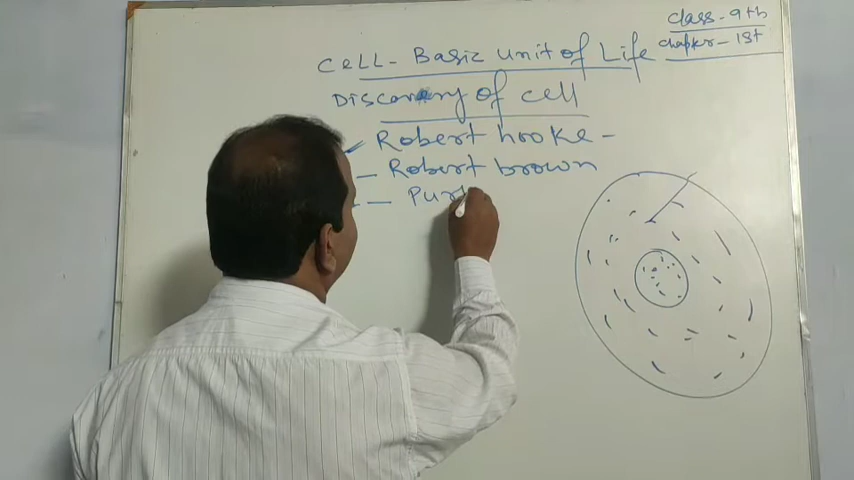 class-9th
chapter-1st
Cell-Basic unit of Life
Discovery of cell
Robert hooke-
- Robert brown
- Pur